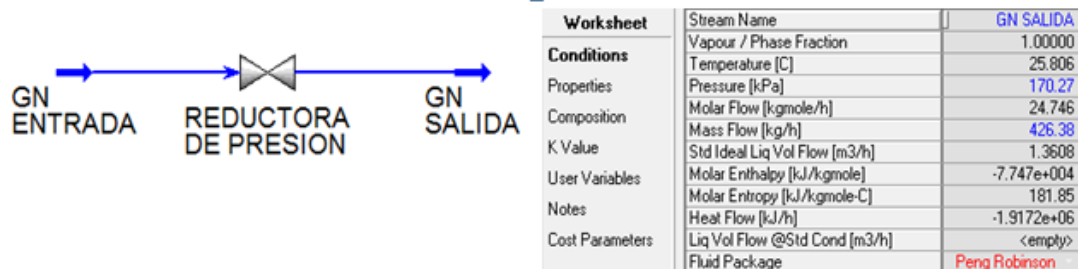 GN
ENTRADA
REDUCTORA
DE PRESION
GN
SALIDA
Worksheet
Conditions
Properties
Composition
K Value
User Variables
Notes
Cost Parameters
Stream Name GN SALIDA
Vapour / Phase Fraction 1.00000
Temperature [C] 25.806
Pressure [kPa] 170.27
Molar Flow [kgmole/h] 24.746
Mass Flow [kg/h] 426.38
Std Ideal Liq Vol Flow [m3/h] 1.3608
Molar Enthalpy [kJ/kgmole] -7.747e+004
Molar Entropy [kJ/kgmole-C] 181.85
Heat Flow [kJ/h] -1.9172e+06
Liq Vol Flow @Std Cond [m3/h] <empty>
Fluid Package Peng Robinson